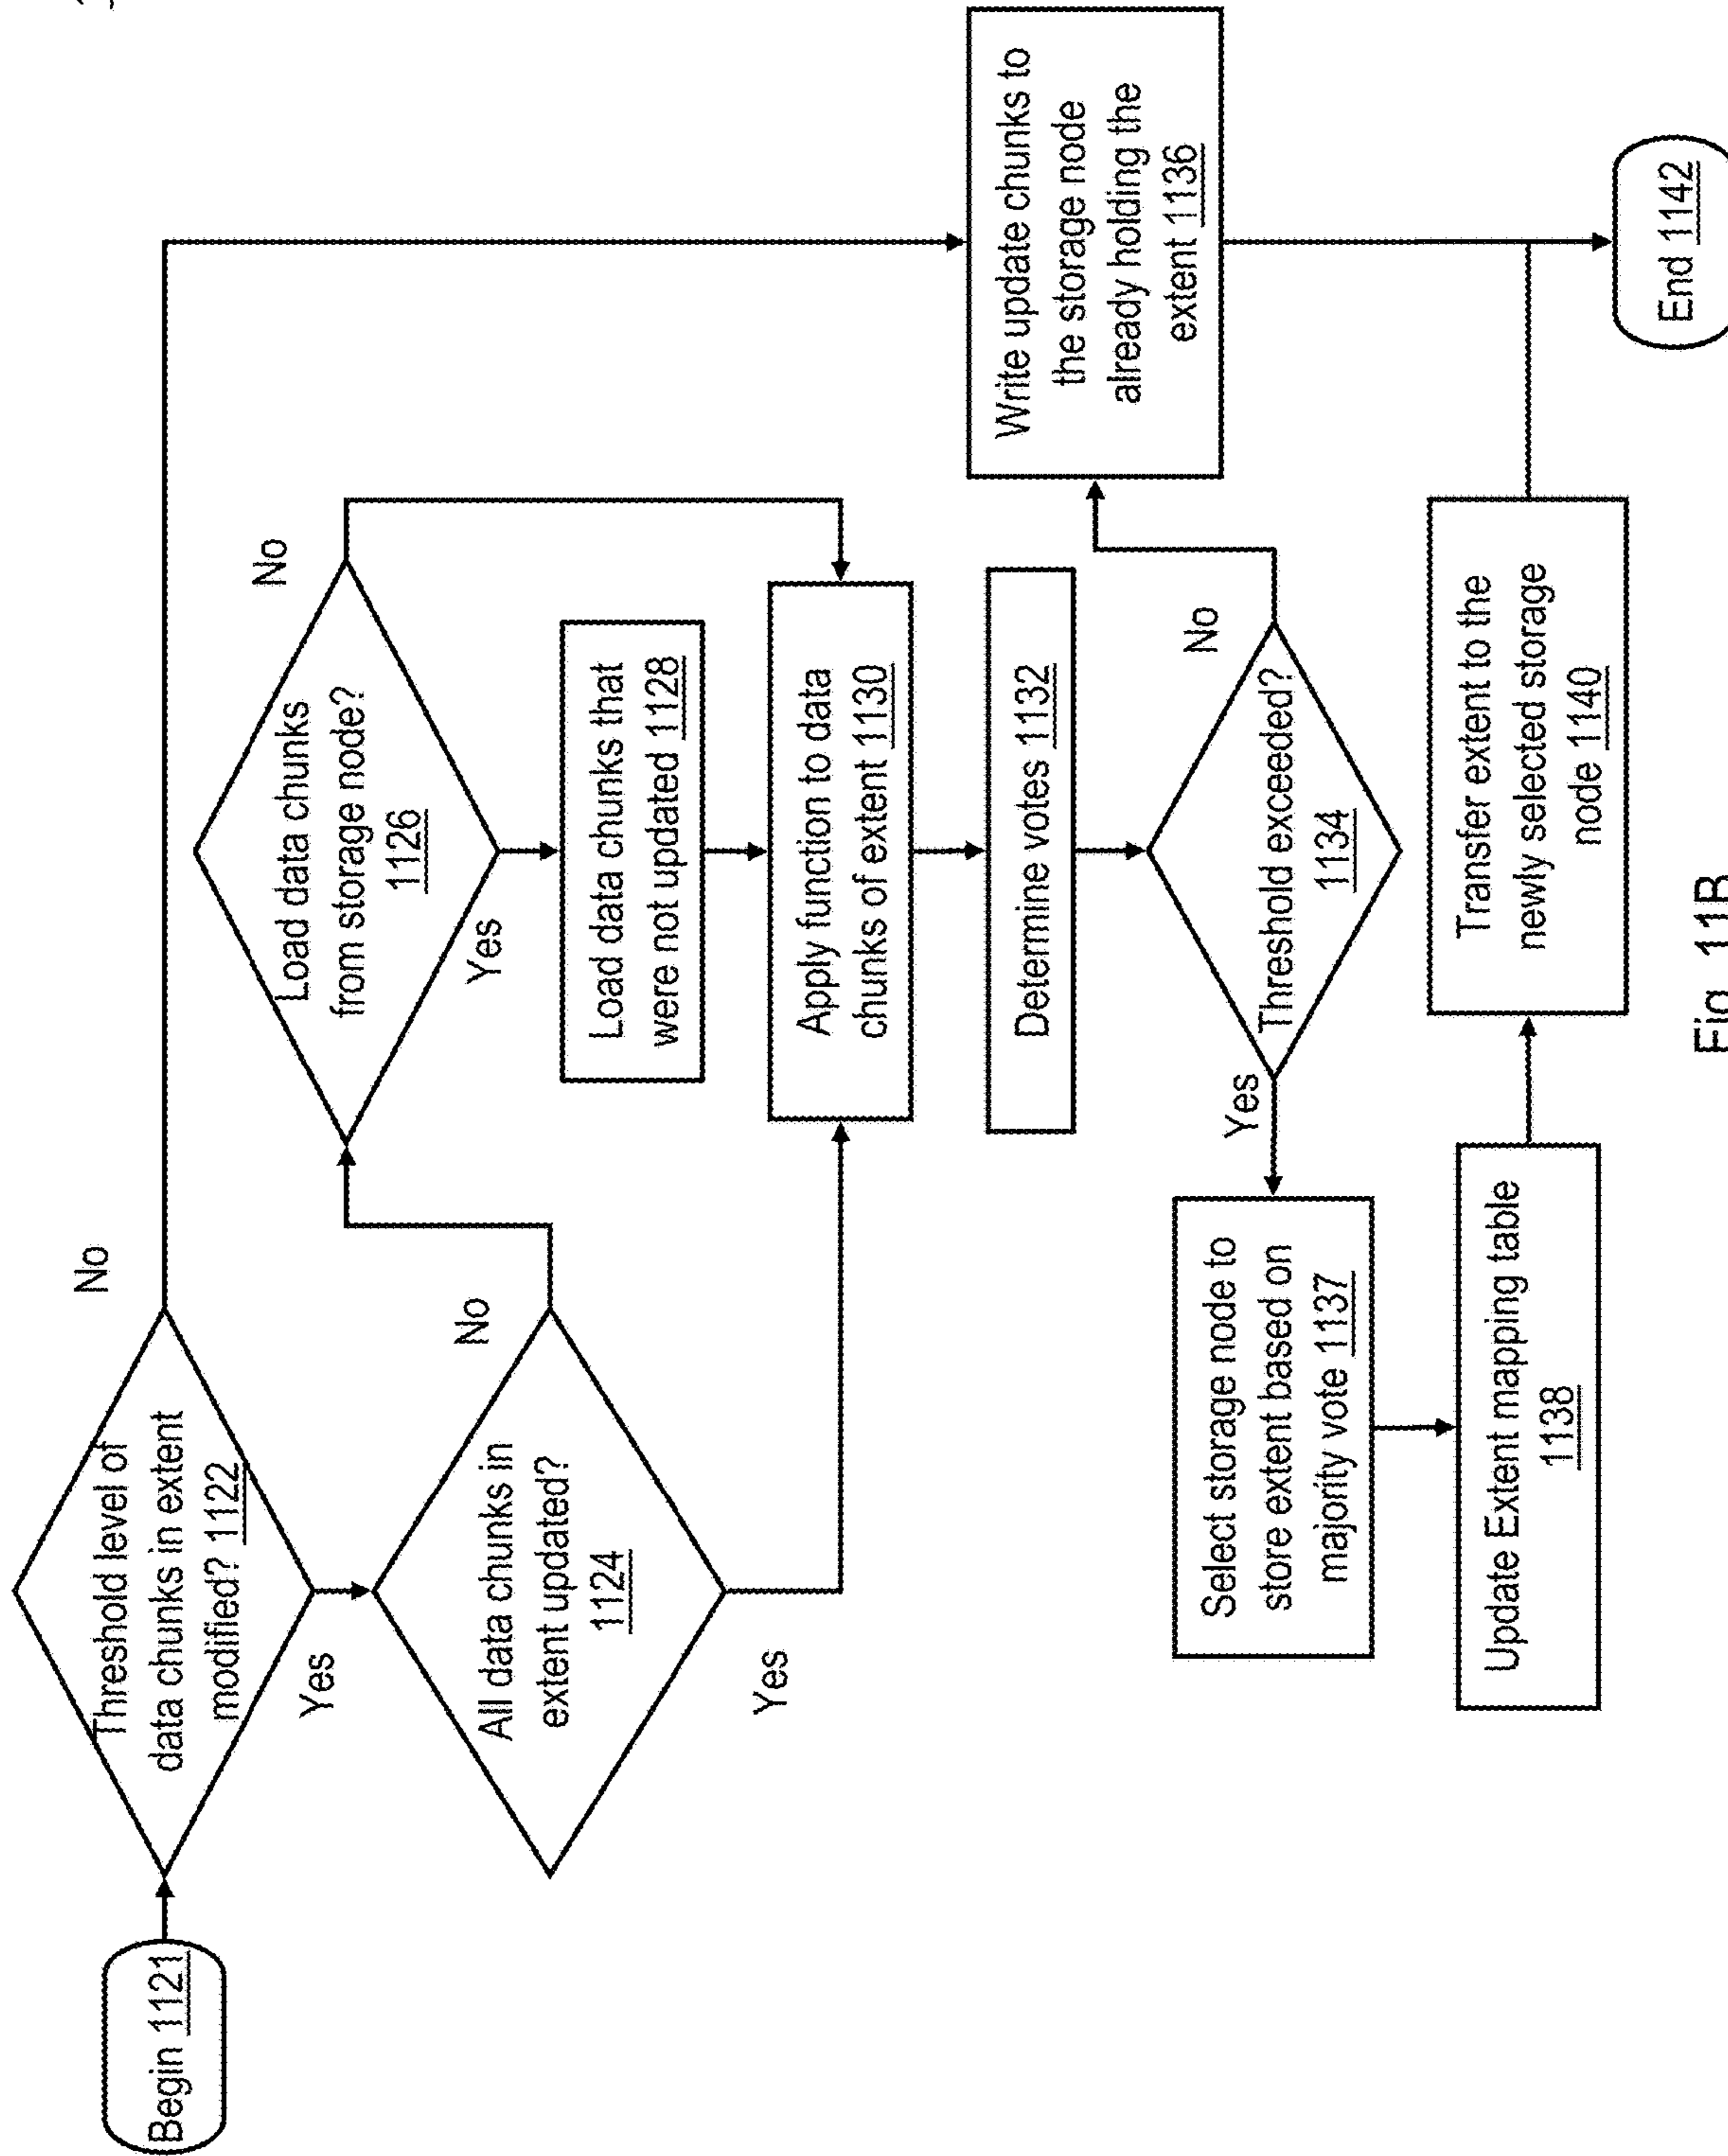 Begin 1121
Threshold level of
data chunks in extent
modified? 1122
No
Yes
All data chunks in
extent updated?
1124
No
Yes
Load data chunks
from storage node?
1126
No
Yes
Load data chunks that
were not updated 1128
Apply function to data
chunks of extent 1130
Determine votes 1132
Threshold exceeded?
1134
No
Yes
Write update chunks to
the storage node
already holding the
extent 1136
Select storage node to
store extent based on
majority vote 1137
Update Extent mapping table
1138
Transfer extent to the
newly selected storage
node 1140
End 1142
Fig. 11B